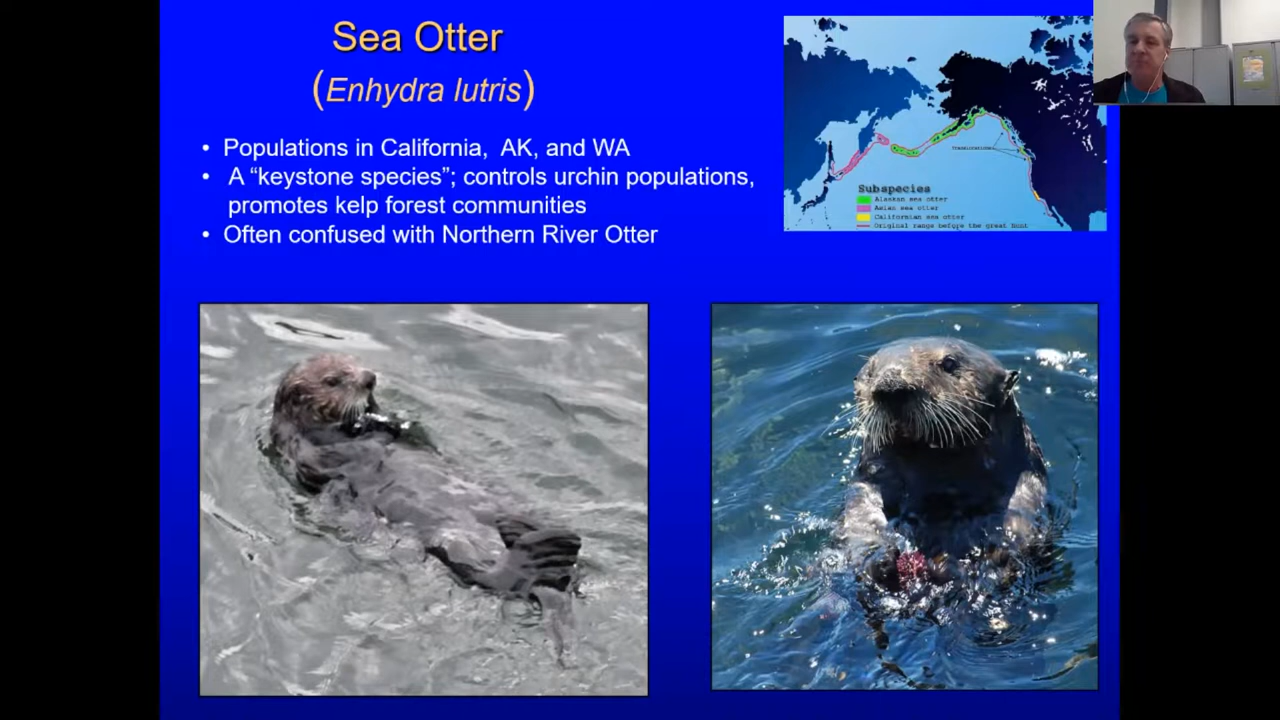 Sea Otter
(Enhydra lutris)
• Populations in California, AK, and WA
• A “keystone species”; controls urchin populations,
promotes kelp forest communities
• Often confused with Northern River Otter
Translocations
Subspecies
Alaskan sea otter
Asian sea otter
Californian sea otter
Original range before the great hunt